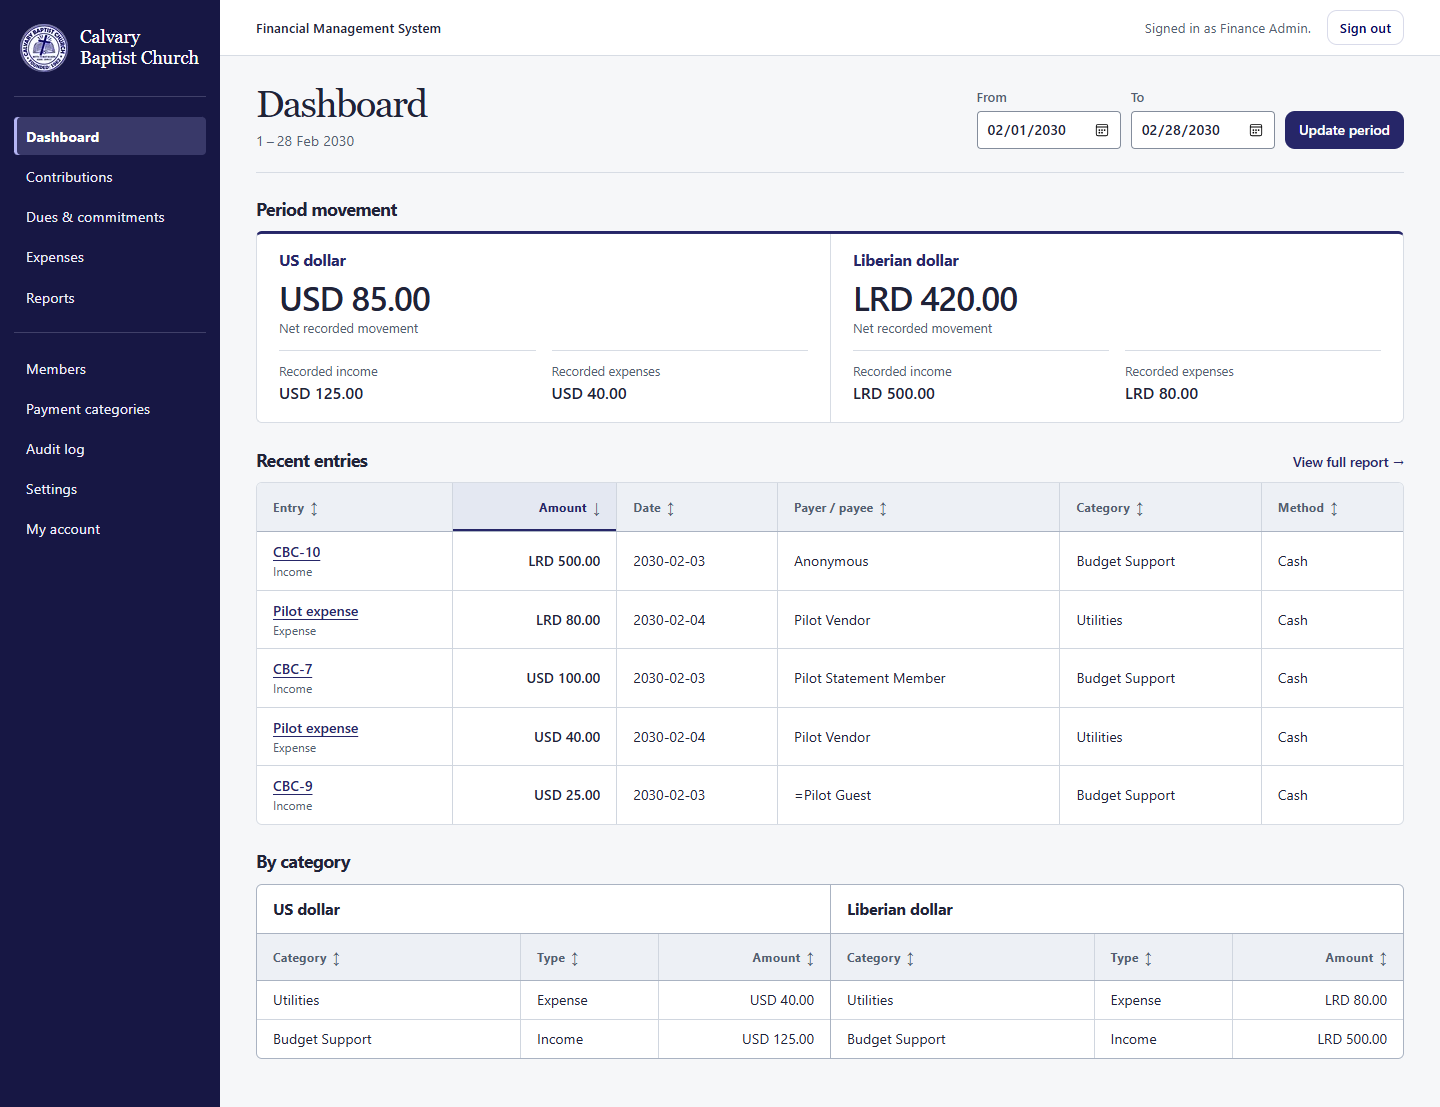 Calvary
Baptist Church
Dashboard
Contributions
Dues & commitments
Expenses
Reports
Members
Payment categories
Audit log
Settings
My account
Financial Management System
Signed in as Finance Admin.
Sign out
Dashboard
1 – 28 Feb 2030
From
To
02/01/2030
02/28/2030
Update period
Period movement
US dollar
USD 85.00
Net recorded movement
Recorded income
USD 125.00
Recorded expenses
USD 40.00
Liberian dollar
LRD 420.00
Net recorded movement
Recorded income
LRD 500.00
Recorded expenses
LRD 80.00
Recent entries
View full report →
Entry ↕ Amount ↓ Date ↕ Payer / payee ↕ Category ↕ Method ↕
CBC-10 LRD 500.00 2030-02-03 Anonymous Budget Support Cash
Income
Pilot expense LRD 80.00 2030-02-04 Pilot Vendor Utilities Cash
Expense
CBC-7 USD 100.00 2030-02-03 Pilot Statement Member Budget Support Cash
Income
Pilot expense USD 40.00 2030-02-04 Pilot Vendor Utilities Cash
Expense
CBC-9 USD 25.00 2030-02-03 =Pilot Guest Budget Support Cash
Income
By category
US dollar
Category ↕ Type ↕ Amount ↕
Utilities Expense USD 40.00
Budget Support Income USD 125.00
Liberian dollar
Category ↕ Type ↕ Amount ↕
Utilities Expense LRD 80.00
Budget Support Income LRD 500.00